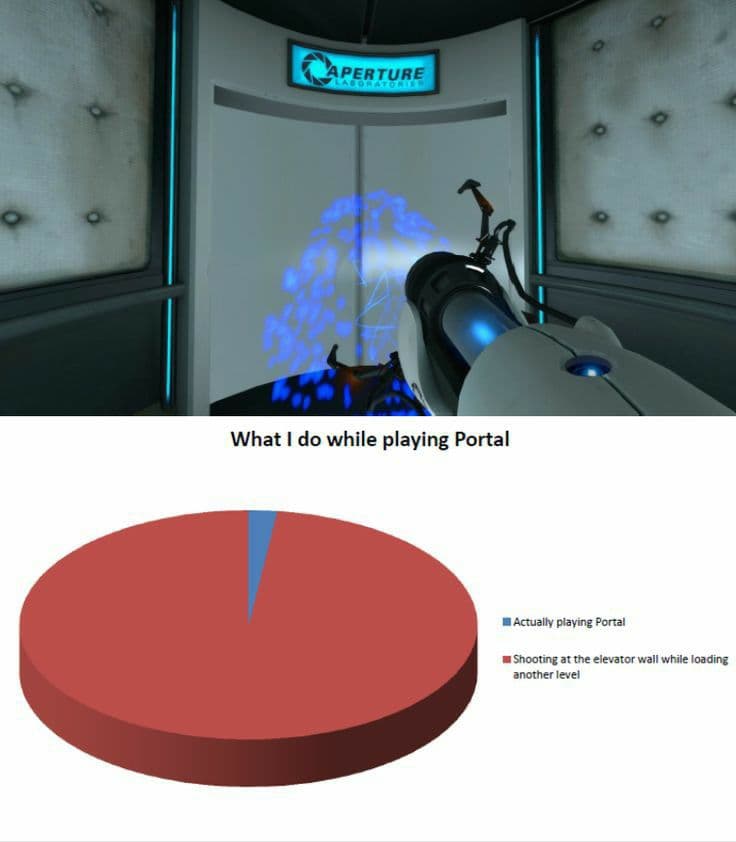 APERTURE
LABORATORIES
What I do while playing Portal
Actually playing Portal
Shooting at the elevator wall while loading
another level